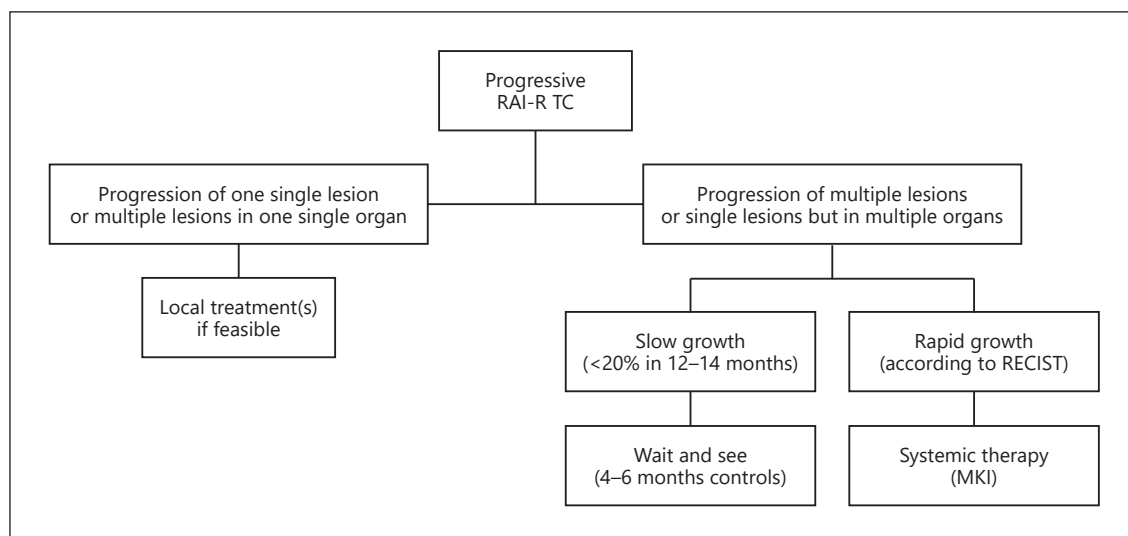 Progressive
RAI-R TC
Progression of one single lesion
or multiple lesions in one single organ
Progression of multiple lesions
or single lesions but in multiple organs
Local treatment(s)
if feasible
Slow growth
(<20% in 12–14 months)
Rapid growth
(according to RECIST)
Wait and see
(4–6 months controls)
Systemic therapy
(MKI)